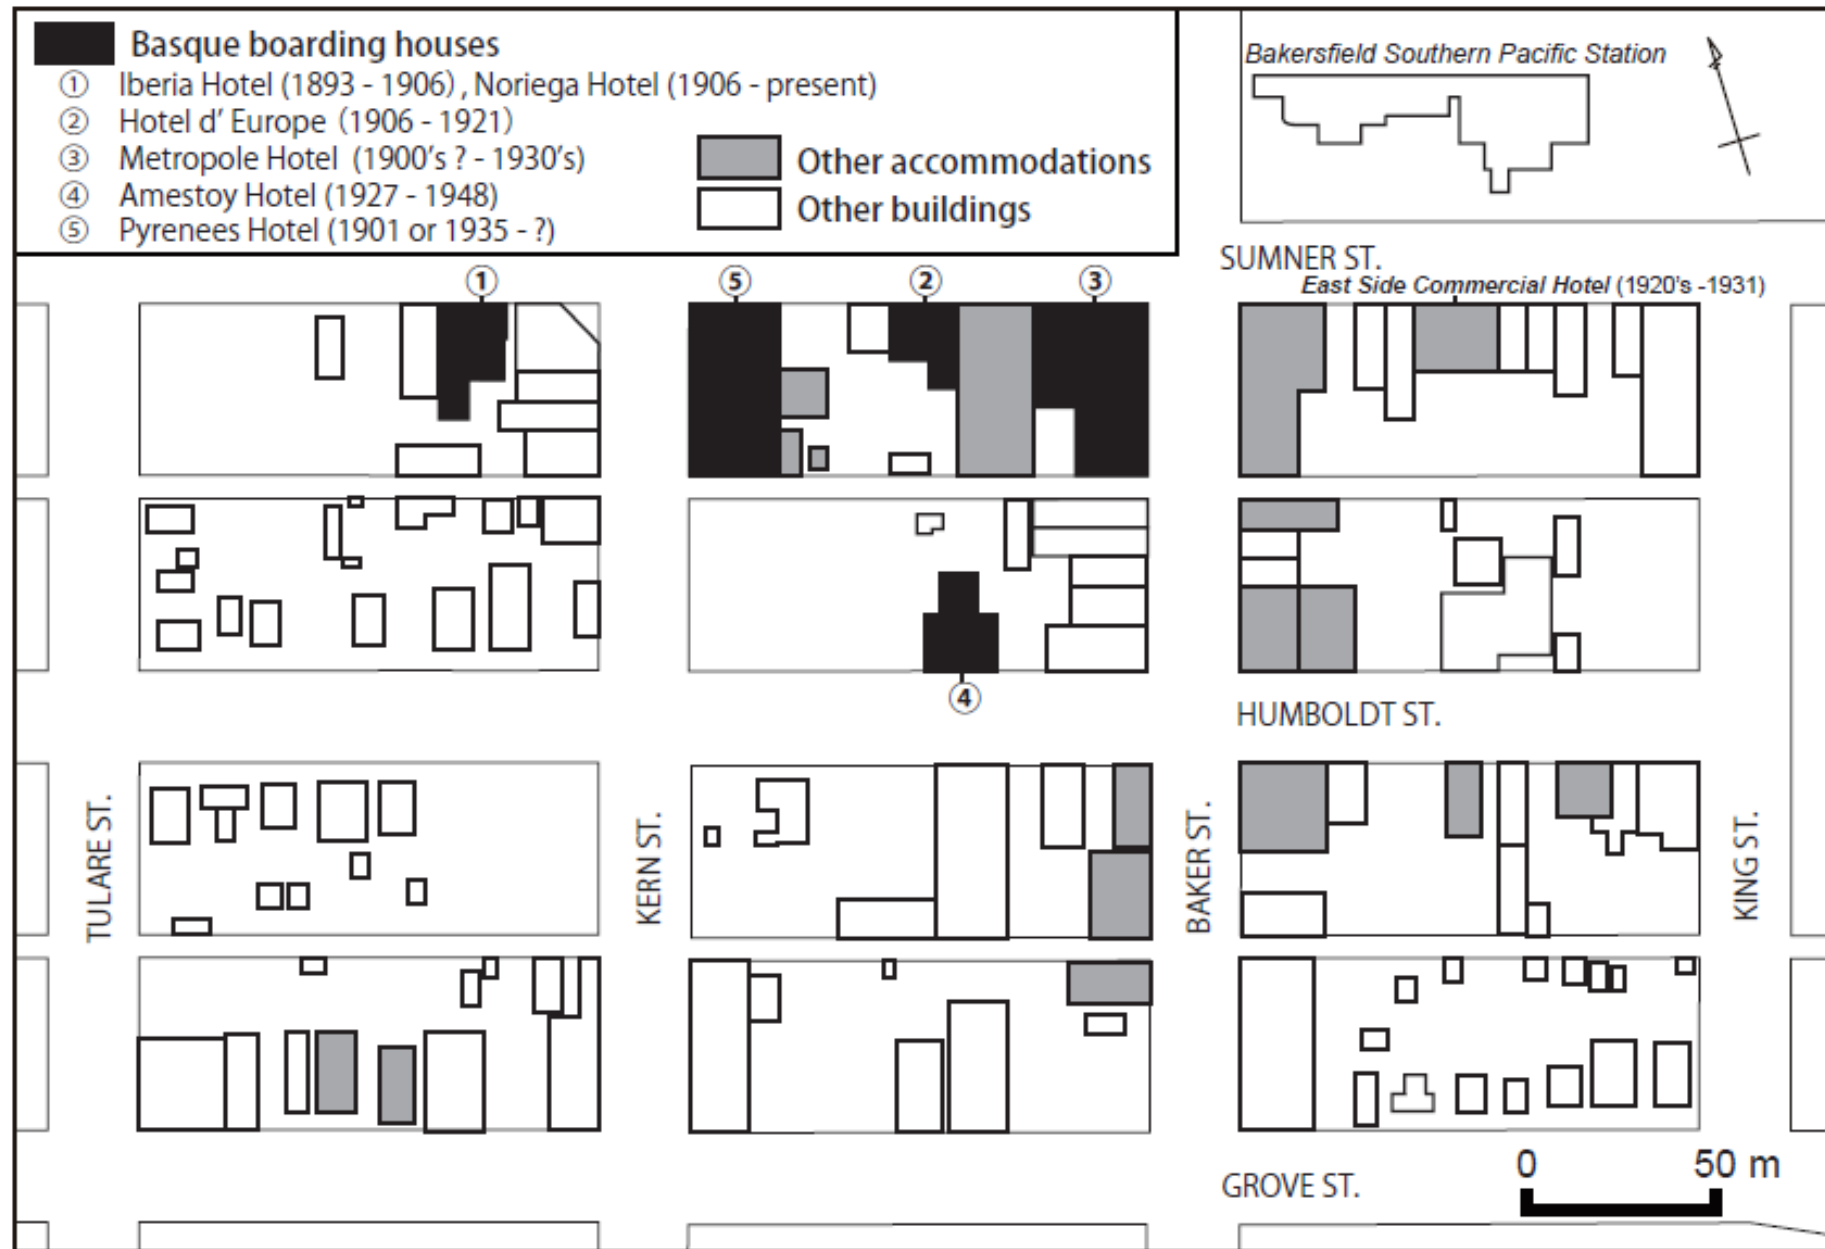 Basque boarding houses
① Iberia Hotel (1893 - 1906) , Noriega Hotel (1906 - present)
② Hotel d' Europe (1906 - 1921)
③ Metropole Hotel (1900's ? - 1930's)
④ Amestoy Hotel (1927 - 1948)
⑤ Pyrenees Hotel (1901 or 1935 - ?)
Other accommodations
Other buildings
Bakersfield Southern Pacific Station
SUMNER ST.
East Side Commercial Hotel (1920's -1931)
①
⑤
②
③
④
HUMBOLDT ST.
TULARE ST.
KERN ST.
BAKER ST.
KING ST.
0 50 m
GROVE ST.